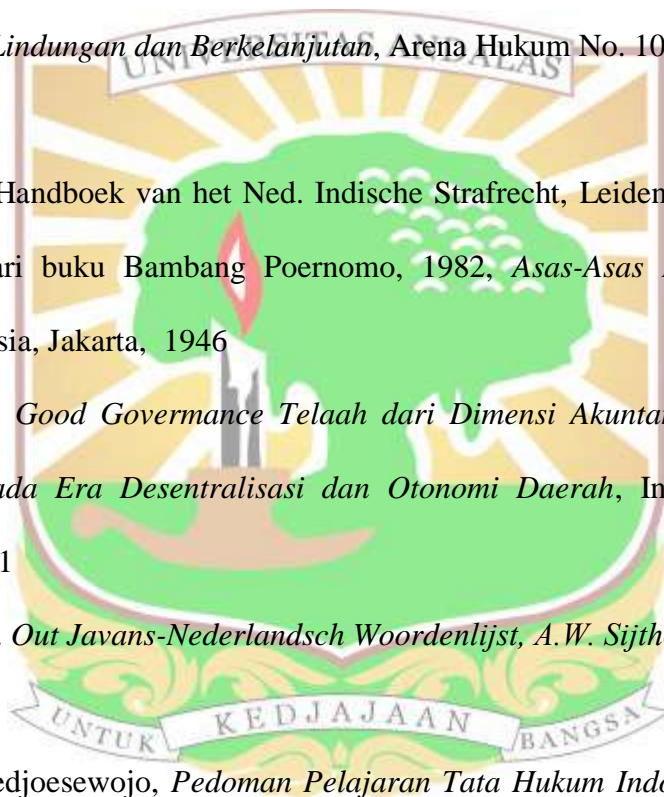 Lindungan dan Berkelanjutan, Arena Hukum No. 10
UNIVERSITAS ANDALAS
Handboek van het Ned. Indische Strafrecht, Leiden
ari buku Bambang Poernomo, 1982, Asas-Asas
sia, Jakarta, 1946
Good Govermance Telaah dari Dimensi Akuntan
ada Era Desentralisasi dan Otonomi Daerah, In
1
. Out Javans-Nederlandsch Woordenlijst, A.W. Sijth
UNTUK KEDJAJAAN BANGSA
edjoesewojo, Pedoman Pelajaran Tata Hukum Indo